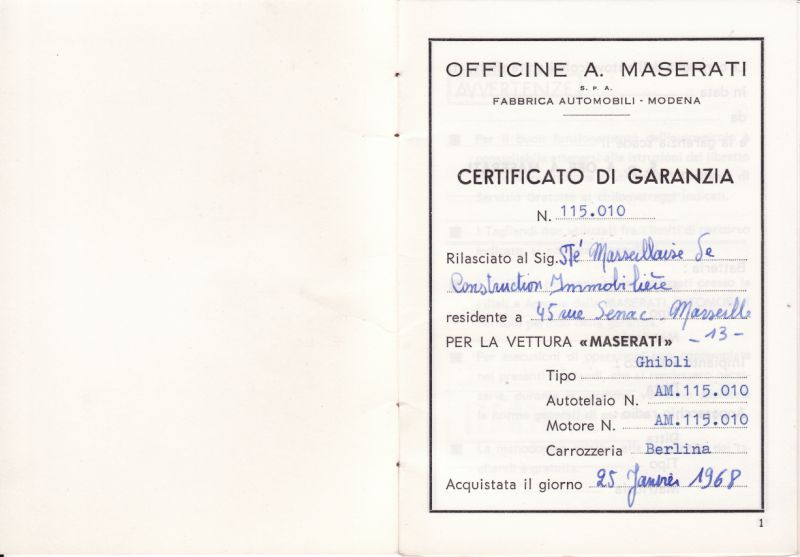 OFFICINE A. MASERATI
S. P. A.
FABBRICA AUTOMOBILI - MODENA
CERTIFICATO DI GARANZIA
N. 115.010
Rilasciato al Sig. Sté Marseillaise de
Construction Immobilière
residente a 45 rue Senac. Marseille
PER LA VETTURA «MASERATI» - 13 -
Tipo Ghibli
Autotelaio N. AM.115.010
Motore N. AM.115.010
Carrozzeria Berlina
Acquistata il giorno 25 Janvier 1968
1